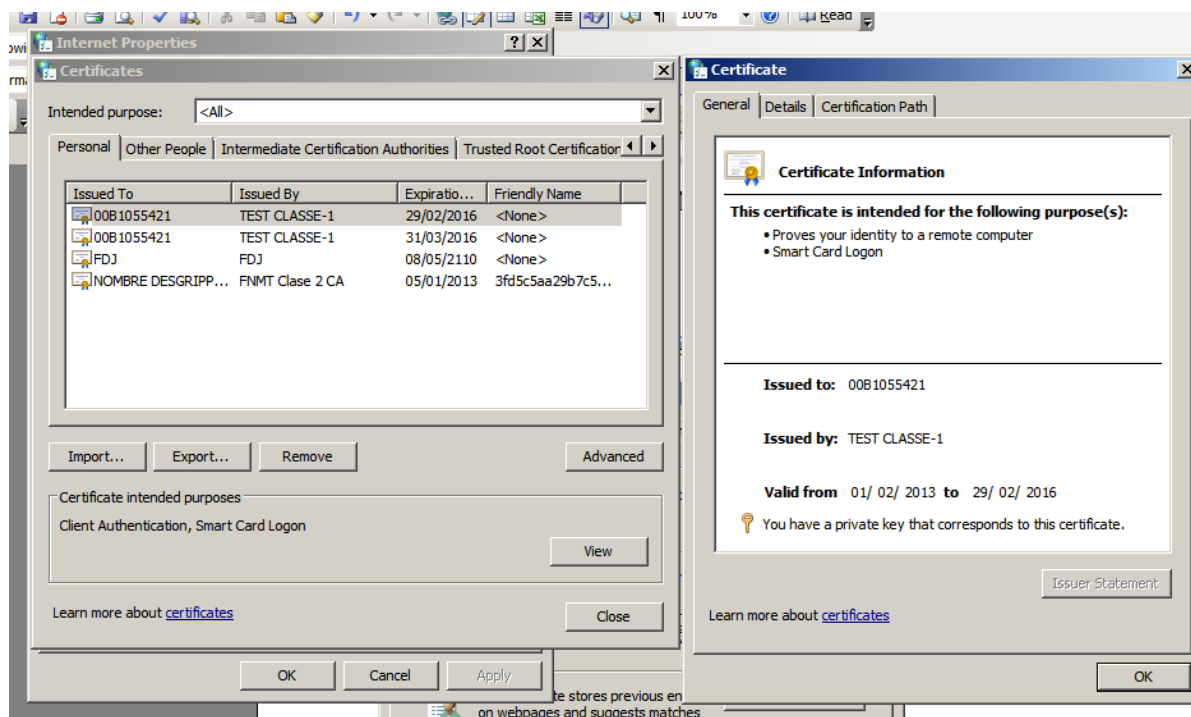 100%
Read
Internet Properties
Certificates
Intended purpose: <All>
Personal Other People Intermediate Certification Authorities Trusted Root Certification
Issued To Issued By Expiratio... Friendly Name
00B1055421 TEST CLASSE-1 29/02/2016 <None>
00B1055421 TEST CLASSE-1 31/03/2016 <None>
FDJ FDJ 08/05/2110 <None>
NOMBRE DESGRIPP... FNMT Clase 2 CA 05/01/2013 3fd5c5aa29b7c5...
Import... Export... Remove Advanced
Certificate intended purposes
Client Authentication, Smart Card Logon
View
Learn more about certificates
Close
OK Cancel Apply
te stores previous en
on webpages and suggests matches
Certificate
General Details Certification Path
Certificate Information
This certificate is intended for the following purpose(s):
• Proves your identity to a remote computer
• Smart Card Logon
Issued to: 00B1055421
Issued by: TEST CLASSE-1
Valid from 01/ 02/ 2013 to 29/ 02/ 2016
You have a private key that corresponds to this certificate.
Issuer Statement
Learn more about certificates
OK